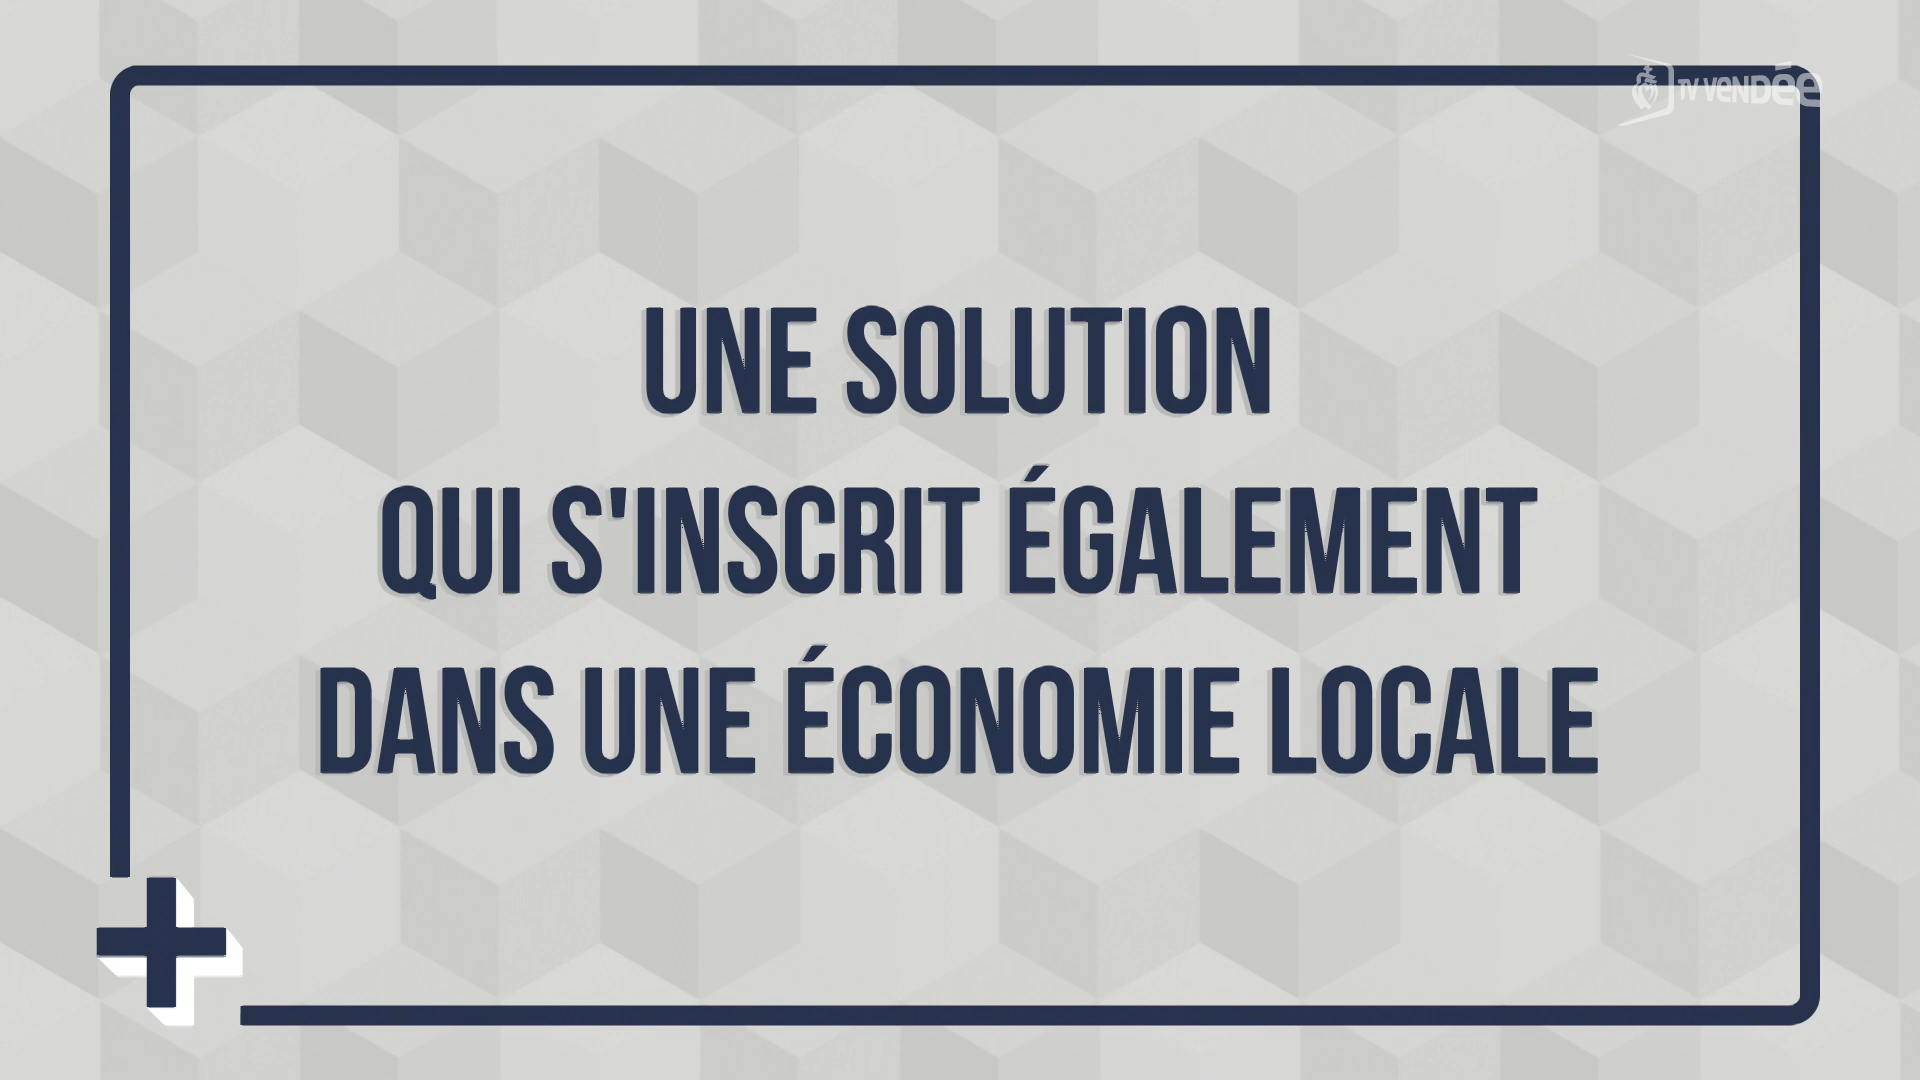 TV VENDÉE
UNE SOLUTION
QUI S'INSCRIT ÉGALEMENT
DANS UNE ÉCONOMIE LOCALE